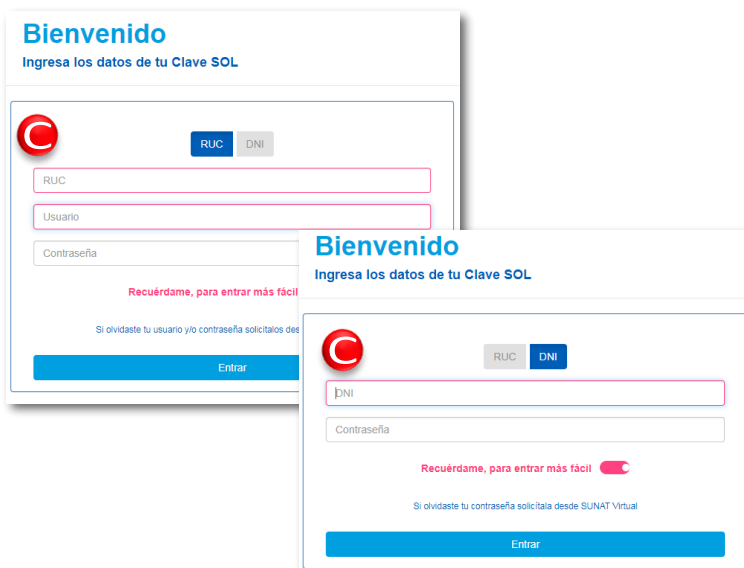 Bienvenido
Ingresa los datos de tu Clave SOL
C
RUC DNI
RUC
Usuario
Contraseña
Recuérdame, para entrar más fácil
Si olvidaste tu usuario y/o contraseña solicitalos
Entrar
Bienvenido
Ingresa los datos de tu Clave SOL
C
RUC DNI
DNI
Contraseña
Recuérdame, para entrar más fácil
Si olvidaste tu contraseña solicítala desde SUNAT Virtual
Entrar